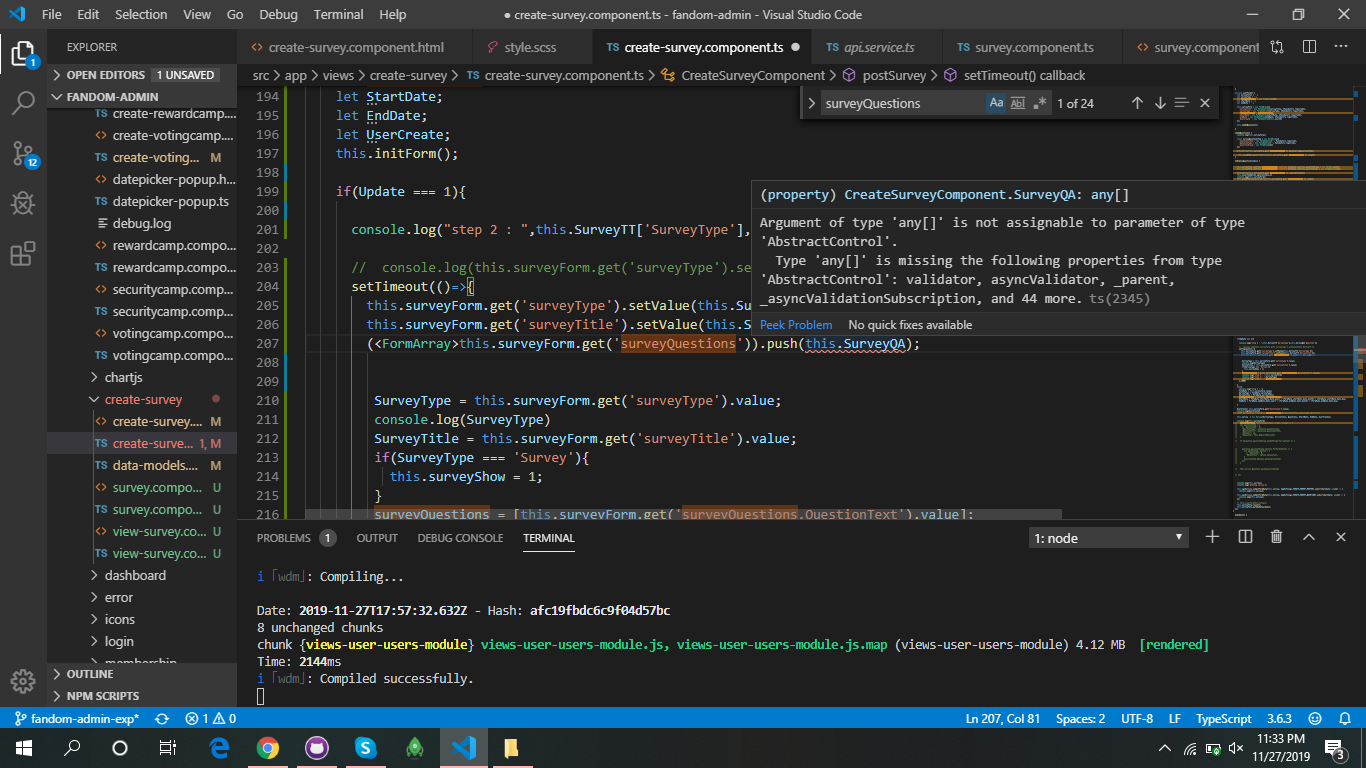 File Edit Selection View Go Debug Terminal Help ● create-survey.component.ts - fandom-admin - Visual Studio Code
EXPLORER
<> create-survey.component.html style.scss TS create-survey.component.ts ● TS api.service.ts TS survey.component.ts <> survey.component
OPEN EDITORS 1 UNSAVED
src > app > views > create-survey > TS create-survey.component.ts > CreateSurveyComponent > postSurvey > setTimeout() callback
FANDOM-ADMIN
surveyQuestions Aa Abl .* 1 of 24
TS create-rewardcamp....
<> create-votingcamp....
TS create-voting... M
<> datepicker-popup.h...
TS datepicker-popup.ts
debug.log
<> rewardcamp.compo...
TS rewardcamp.compo...
<> securitycamp.compo...
TS securitycamp.compo...
<> votingcamp.compo...
TS votingcamp.compo...
chartjs
create-survey
<> create-survey.... M
TS create-surve... 1, M
TS data-models.... M
<> survey.compo... U
TS survey.compo... U
<> view-survey.co... U
TS view-survey.co... U
dashboard
error
icons
login
membership
OUTLINE
NPM SCRIPTS
1
12
194 let StartDate;
195 let EndDate;
196 let UserCreate;
197 this.initForm();
198
199 if(Update === 1){
200
201 console.log("step 2 : ",this.SurveyTT['SurveyType'],
202
203 // console.log(this.surveyForm.get('surveyType').se
204 setTimeout(()=>{
205 this.surveyForm.get('surveyType').setValue(this.Su
206 this.surveyForm.get('surveyTitle').setValue(this.S
207 (<FormArray>this.surveyForm.get('surveyQuestions')).push(this.SurveyQA);
208
209
210 SurveyType = this.surveyForm.get('surveyType').value;
211 console.log(SurveyType)
212 SurveyTitle = this.surveyForm.get('surveyTitle').value;
213 if(SurveyType === 'Survey'){
214 this.surveyShow = 1;
215 }
216 surveyQuestions = [this.surveyForm.get('surveyQuestions.QuestionText').value];
(property) CreateSurveyComponent.SurveyQA: any[]
Argument of type 'any[]' is not assignable to parameter of type
'AbstractControl'.
Type 'any[]' is missing the following properties from type
'AbstractControl': validator, asyncValidator, _parent,
_asyncValidationSubscription, and 44 more. ts(2345)
Peek Problem No quick fixes available
PROBLEMS 1 OUTPUT DEBUG CONSOLE TERMINAL 1: node
i ｢wdm｣: Compiling...
Date: 2019-11-27T17:57:32.632Z - Hash: afc19fbdc6c9f04d57bc
8 unchanged chunks
chunk {views-user-users-module} views-user-users-module.js, views-user-users-module.js.map (views-user-users-module) 4.12 MB [rendered]
Time: 2144ms
i ｢wdm｣: Compiled successfully.
fandom-admin-exp* 1 0 Ln 207, Col 81 Spaces: 2 UTF-8 LF TypeScript 3.6.3
11:33 PM
11/27/2019
3